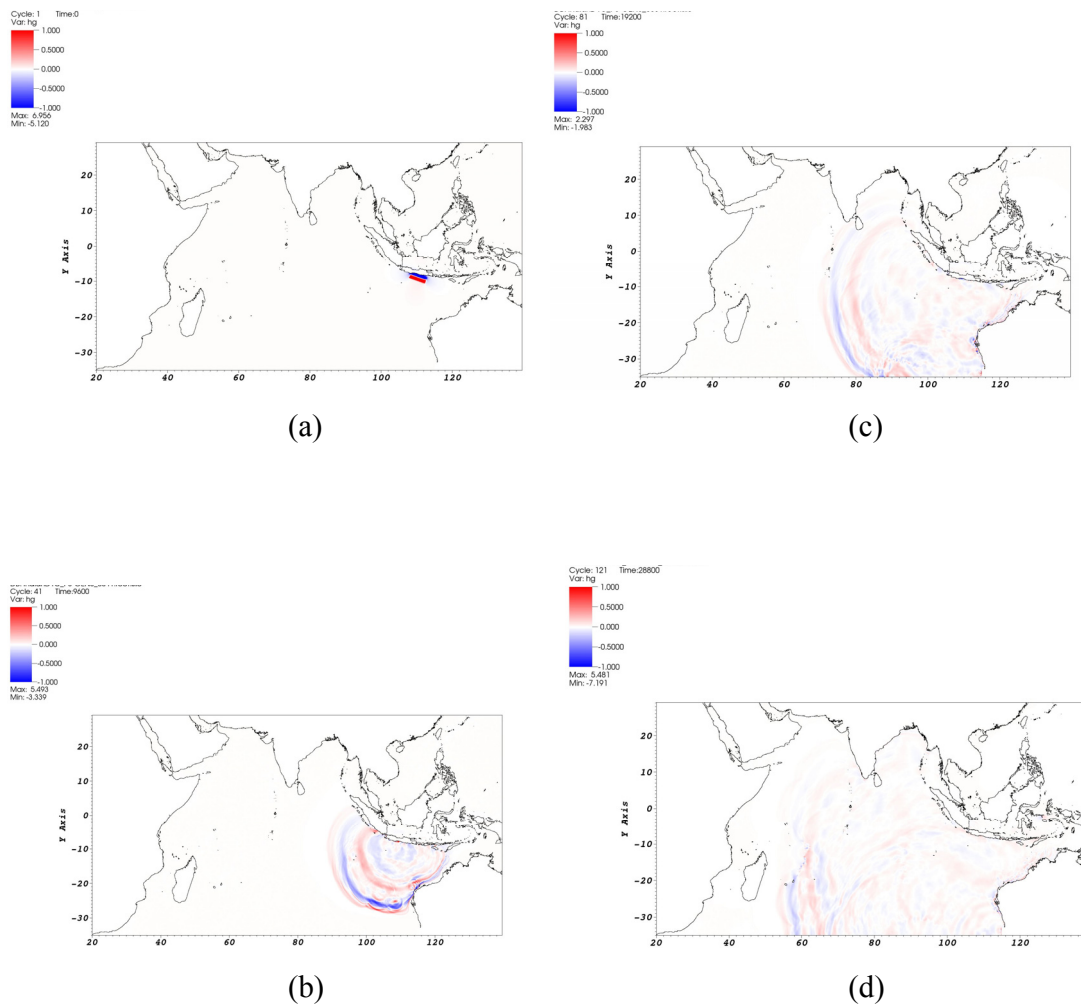 Cycle: 1 Time:0
Var: hg
1.000
0.5000
0.000
-0.5000
-1.000
Max: 6.956
Min: -5.120
Y Axis
20
10
0
-10
-20
-30
20 40 60 80 100 120
(a)
Cycle: 81 Time:19200
Var: hg
1.000
0.5000
0.000
-0.5000
-1.000
Max: 2.297
Min: -1.983
Y Axis
20
10
0
-10
-20
-30
20 40 60 80 100 120
(c)
Cycle: 41 Time:9600
Var: hg
1.000
0.5000
0.000
-0.5000
-1.000
Max: 5.493
Min: -3.339
Y Axis
20
10
0
-10
-20
-30
20 40 60 80 100 120
(b)
Cycle: 121 Time:28800
Var: hg
1.000
0.5000
0.000
-0.5000
-1.000
Max: 5.481
Min: -7.191
Y Axis
20
10
0
-10
-20
-30
20 40 60 80 100 120
(d)